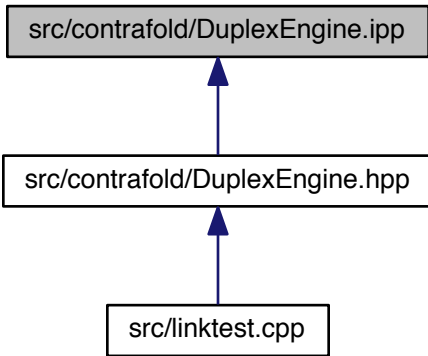 src/contrafold/DuplexEngine.ipp
src/contrafold/DuplexEngine.hpp
src/linktest.cpp